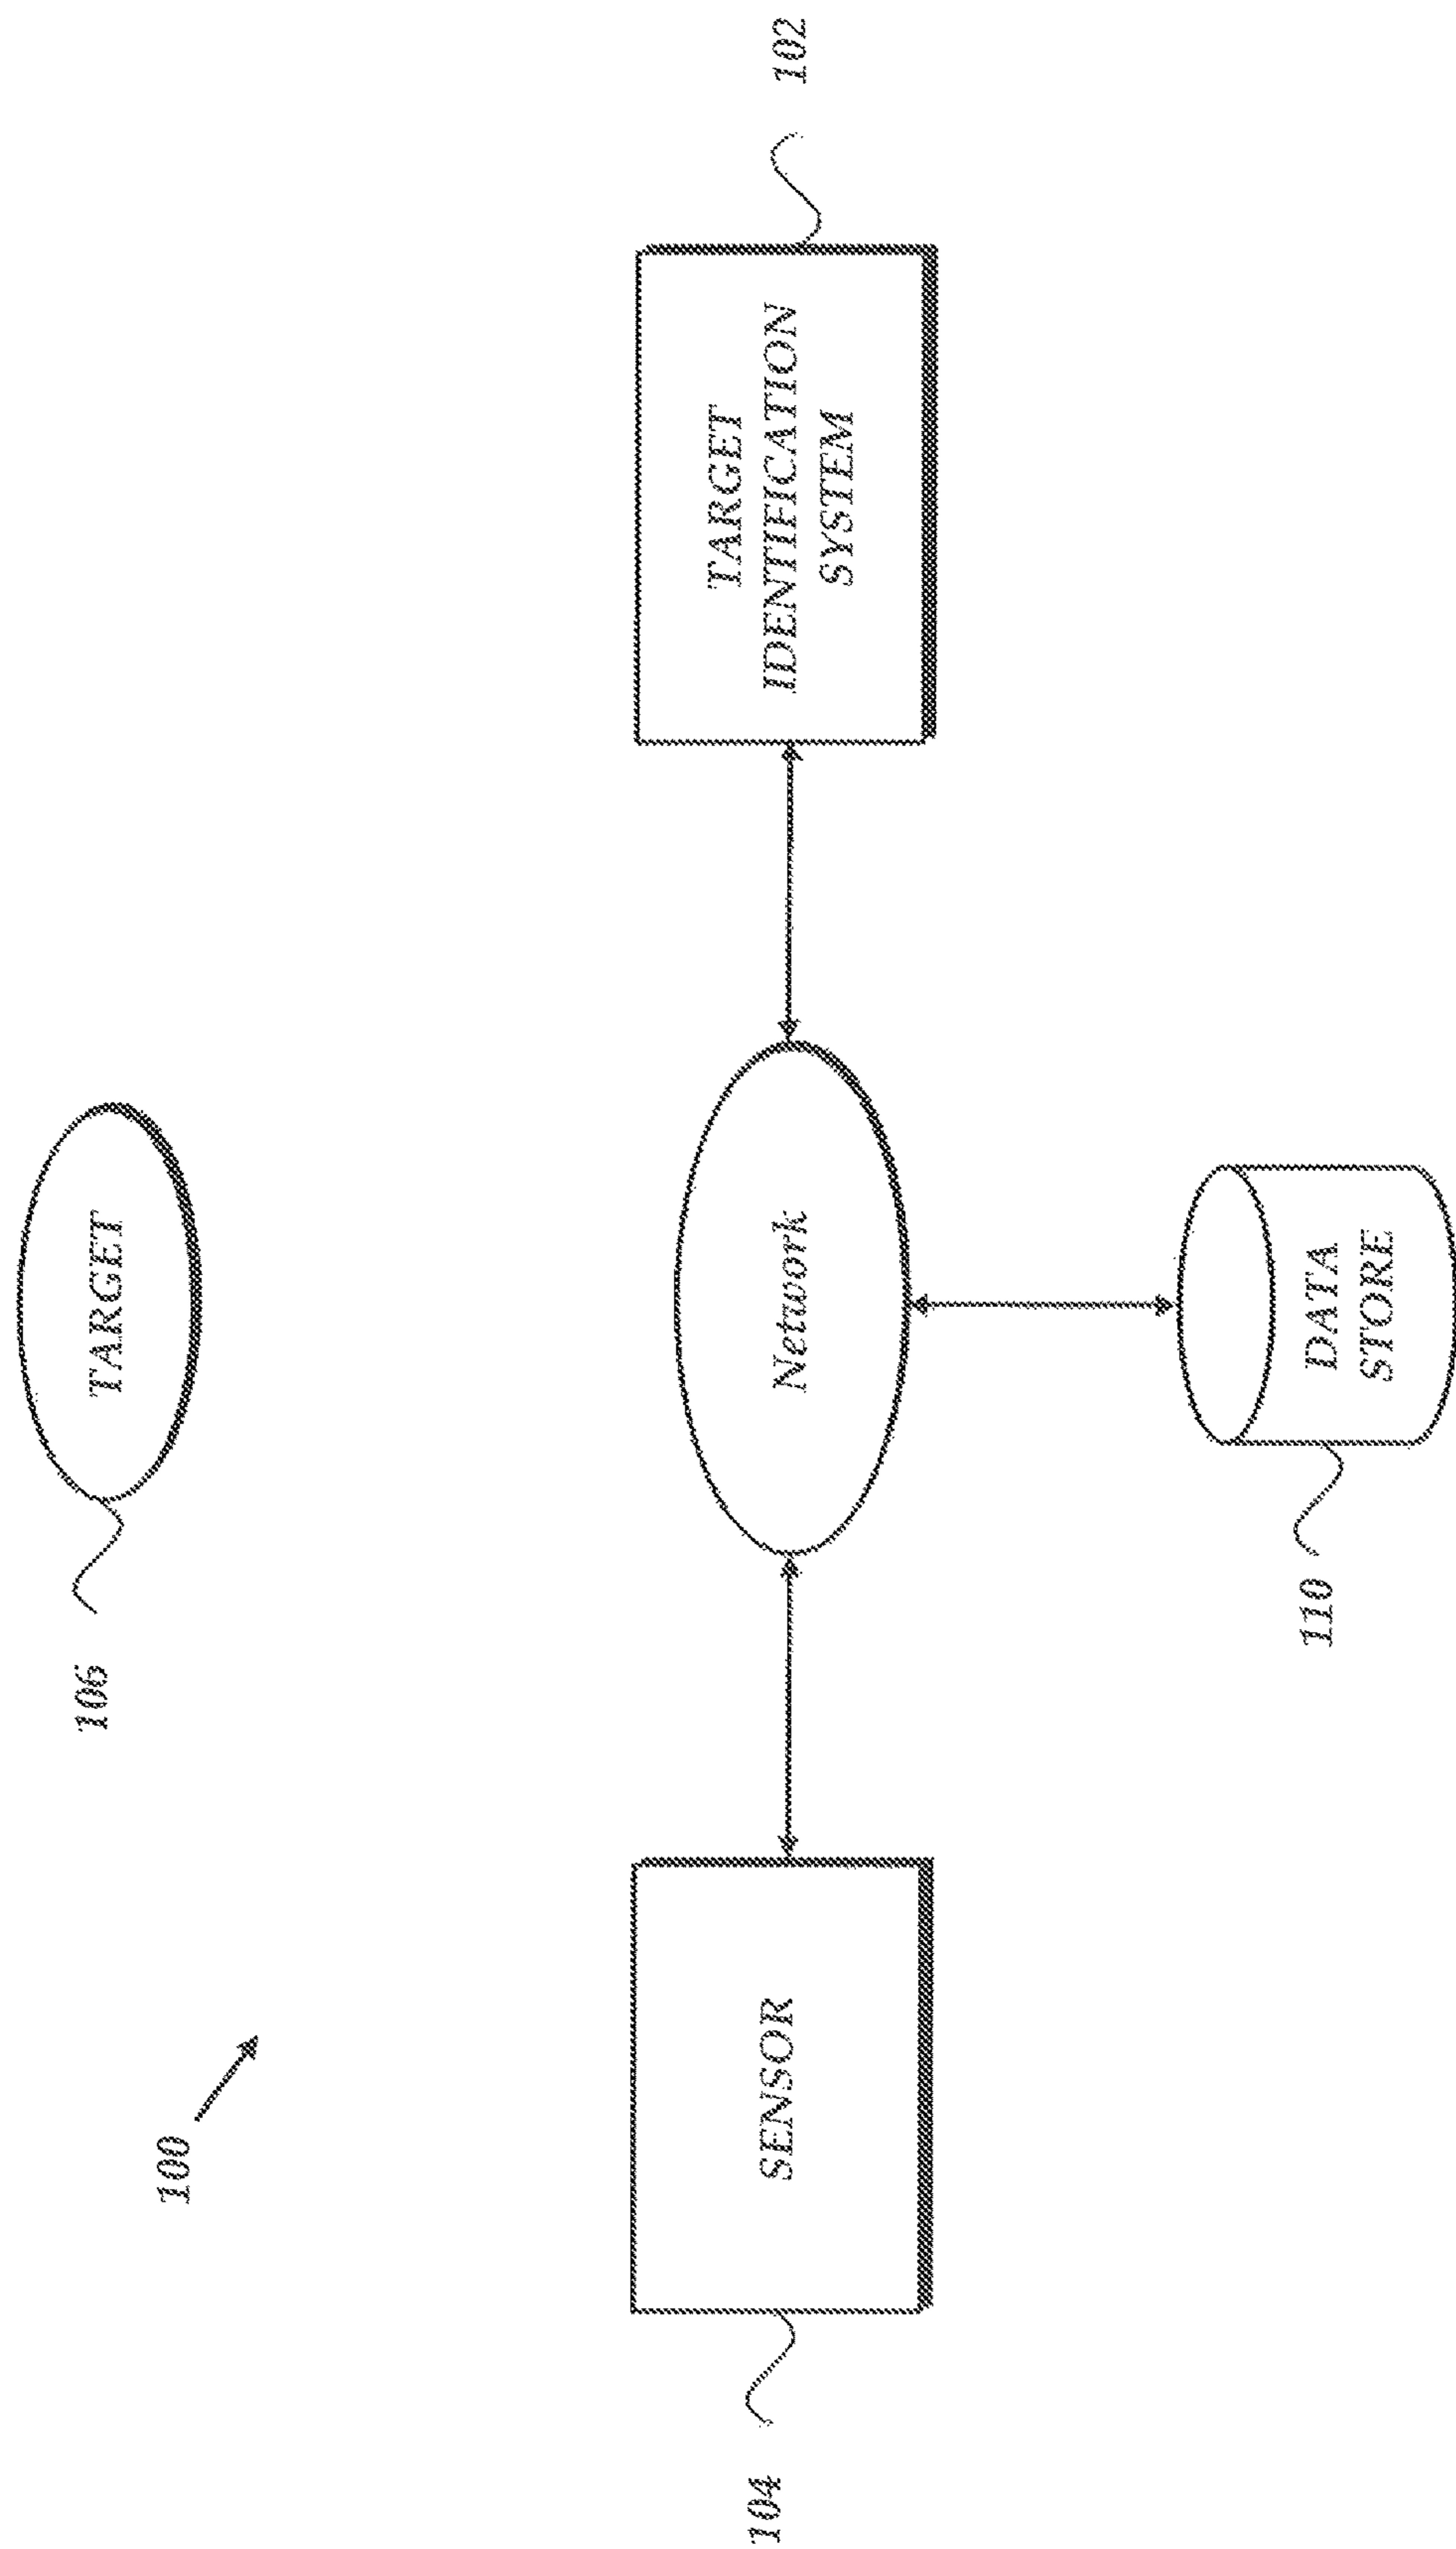 100
106
TARGET
104
SENSOR
Network
TARGET
IDENTIFICATION
SYSTEM
102
110
DATA
STORE